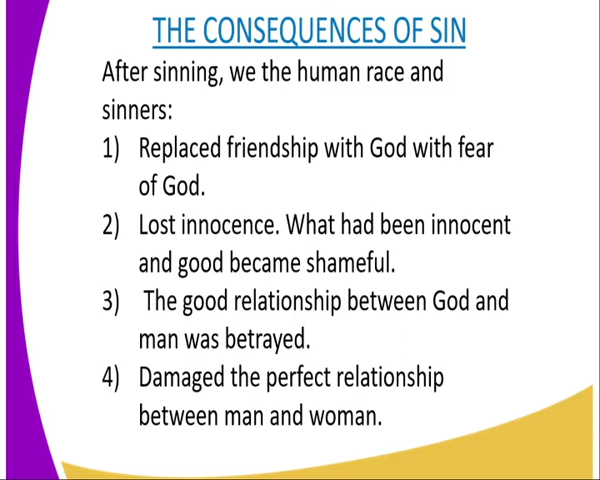 THE CONSEQUENCES OF SIN
After sinning, we the human race and
sinners:
1) Replaced friendship with God with fear
of God.
2) Lost innocence. What had been innocent
and good became shameful.
3) The good relationship between God and
man was betrayed.
4) Damaged the perfect relationship
between man and woman.